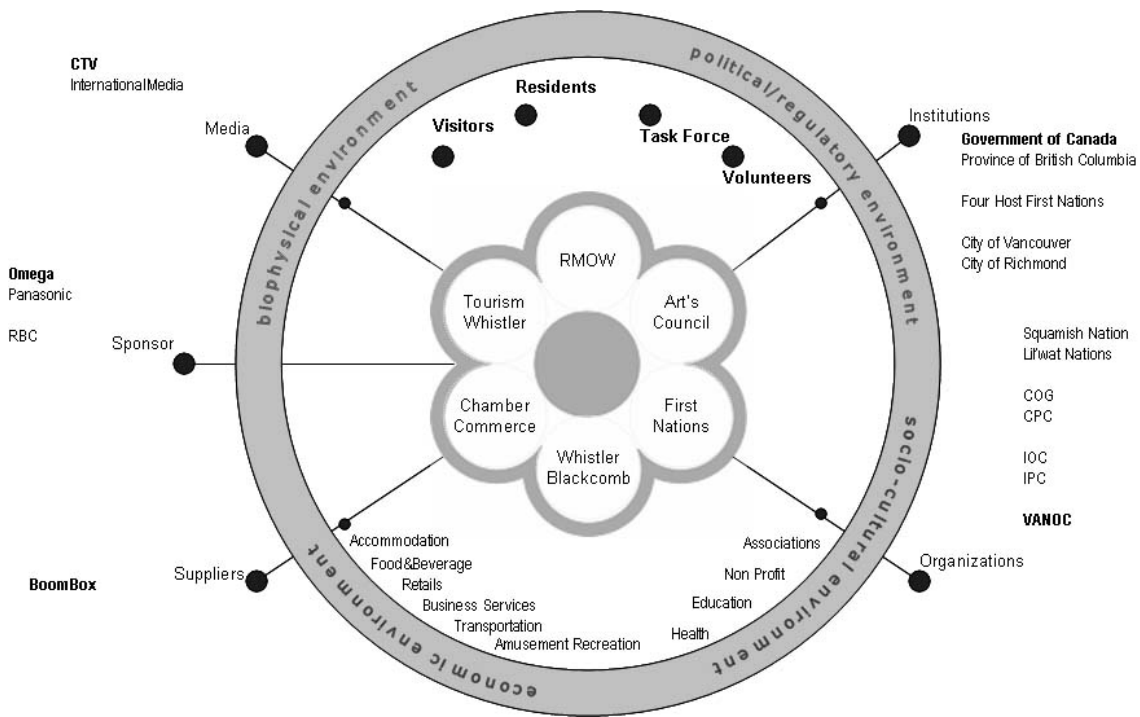 CTV
InternationalMedia
Media
Omega
Panasonic
RBC
Sponsor
BoomBox
Suppliers
biophysical environment
political/regulatory environment
socio-cultural environment
economic environment
Residents
Visitors
Task Force
Volunteers
RMOW
Tourism
Whistler
Art's
Council
Chamber
Commerce
First
Nations
Whistler
Blackcomb
Accommodation
Food&Beverage
Retails
Business Services
Transportation
Amusement Recreation
Associations
Non Profit
Education
Health
Institutions
Government of Canada
Province of British Columbia
Four Host First Nations
City of Vancouver
City of Richmond
Squamish Nation
Lil'wat Nations
COG
CPC
IOC
IPC
VANOC
Organizations